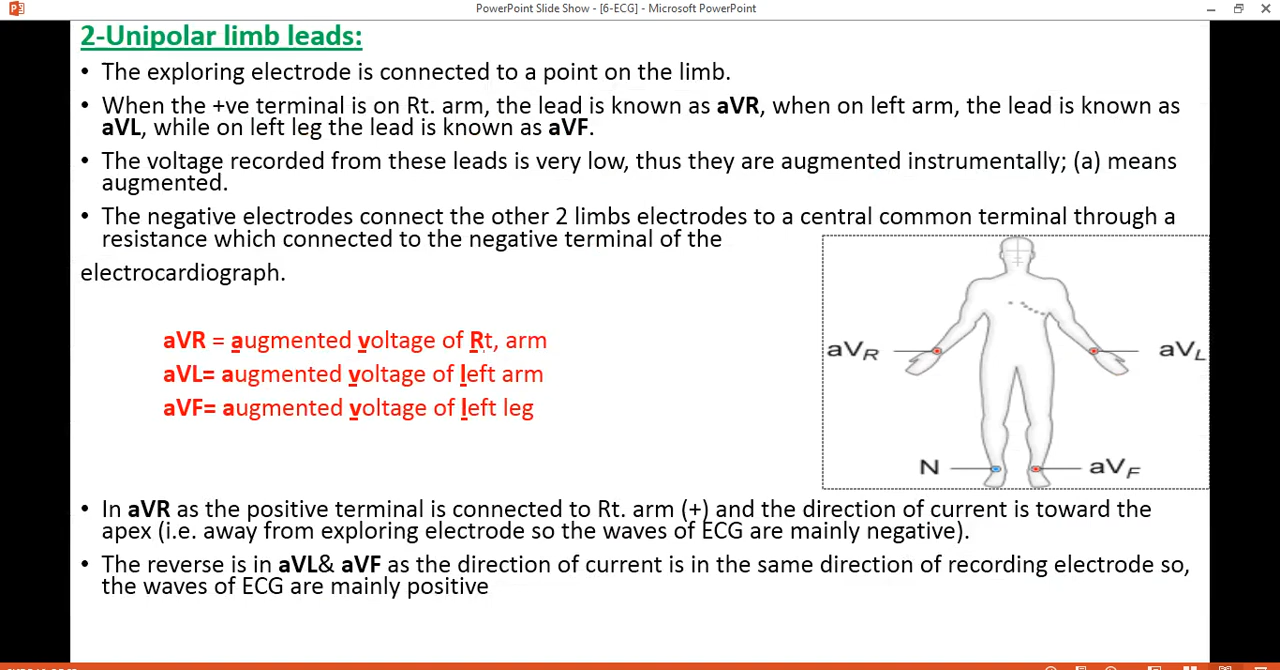 PowerPoint Slide Show - [6-ECG] - Microsoft PowerPoint
2-Unipolar limb leads:
• The exploring electrode is connected to a point on the limb.
• When the +ve terminal is on Rt. arm, the lead is known as aVR, when on left arm, the lead is known as
aVL, while on left leg the lead is known as aVF.
• The voltage recorded from these leads is very low, thus they are augmented instrumentally; (a) means
augmented.
• The negative electrodes connect the other 2 limbs electrodes to a central common terminal through a
resistance which connected to the negative terminal of the
electrocardiograph.
aVR = augmented voltage of Rt, arm
aVL= augmented voltage of left arm
aVF= augmented voltage of left leg
aVR
aVL
N
aVF
• In aVR as the positive terminal is connected to Rt. arm (+) and the direction of current is toward the
apex (i.e. away from exploring electrode so the waves of ECG are mainly negative).
• The reverse is in aVL& aVF as the direction of current is in the same direction of recording electrode so,
the waves of ECG are mainly positive